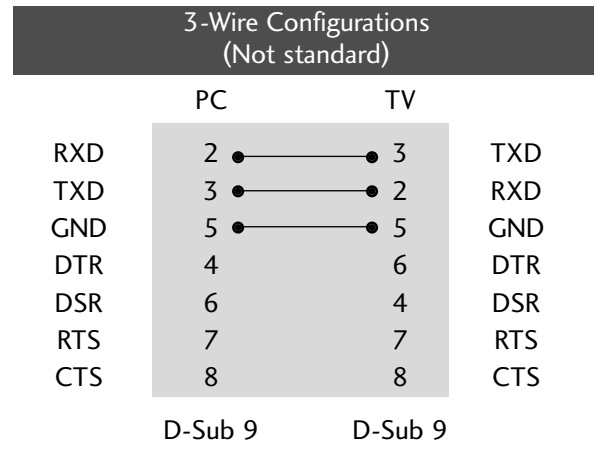 3-Wire Configurations
(Not standard)
PC TV
RXD 2 3 TXD
TXD 3 2 RXD
GND 5 5 GND
DTR 4 6 DTR
DSR 6 4 DSR
RTS 7 7 RTS
CTS 8 8 CTS
D-Sub 9 D-Sub 9